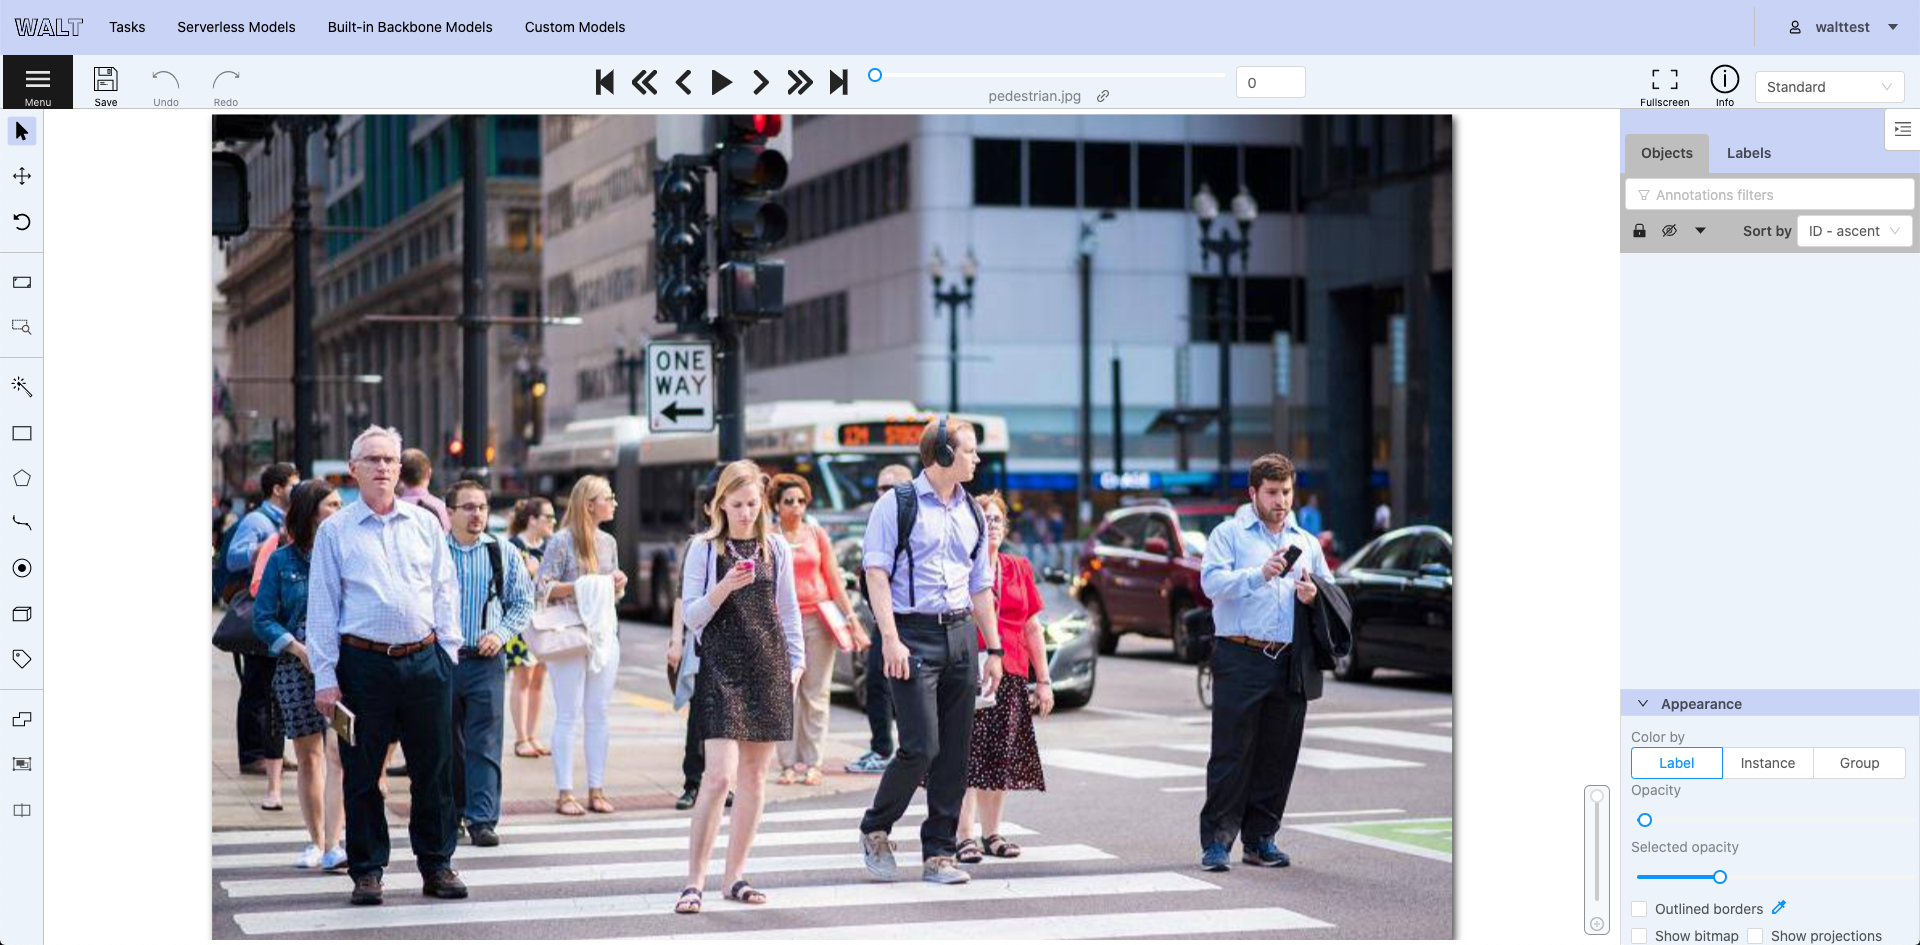 WALT Tasks Serverless Models Built-in Backbone Models Custom Models walttest
Menu Save Undo Redo
pedestrian.jpg 0
Fullscreen Info Standard
Objects Labels
Annotations filters
Sort by ID - ascent
ONE
WAY
Appearance
Color by
Label Instance Group
Opacity
Selected opacity
Outlined borders
Show bitmap Show projections